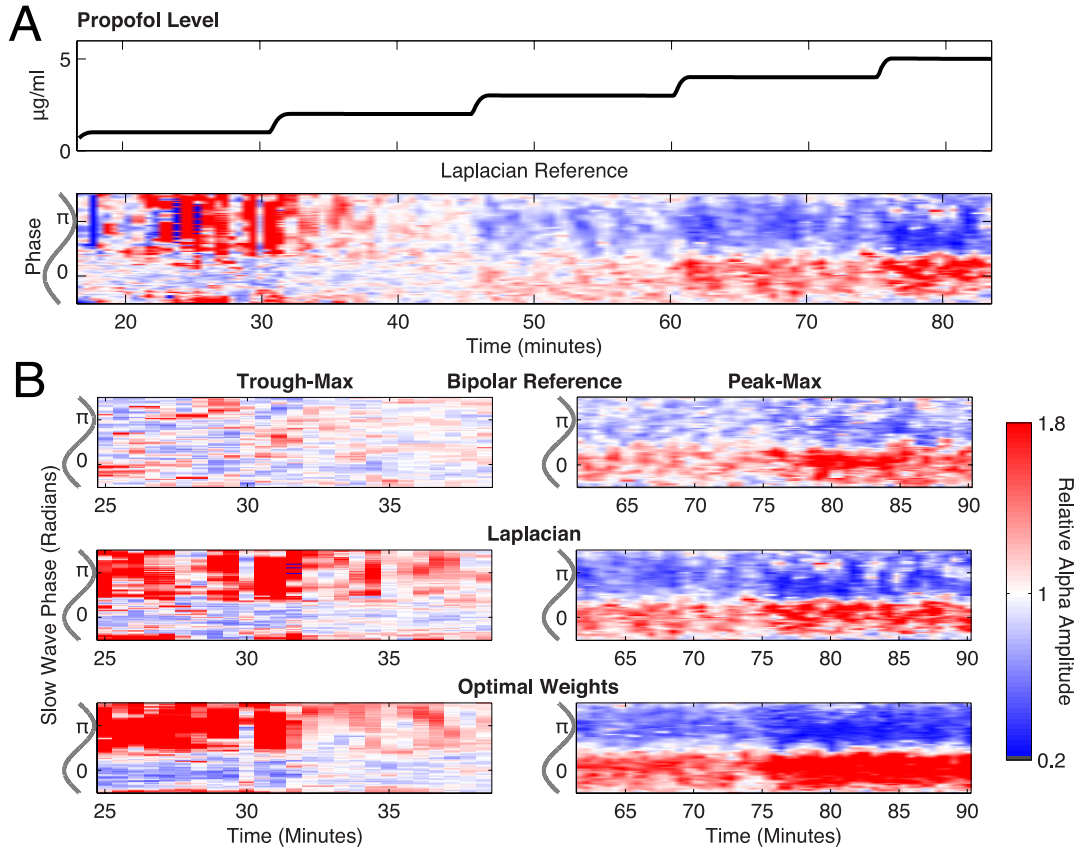 A
Propofol Level
µg/ml
5
0
Laplacian Reference
Phase
π
0
20 30 40 50 60 70 80
Time (minutes)
B
Trough-Max Bipolar Reference Peak-Max
Slow Wave Phase (Radians)
π
0
25 30 35
π
0
65 70 75 80 85 90
Laplacian
π
0
25 30 35
π
0
65 70 75 80 85 90
Optimal Weights
π
0
25 30 35
Time (Minutes)
π
0
65 70 75 80 85 90
Time (Minutes)
1.8
1
0.2
Relative Alpha Amplitude